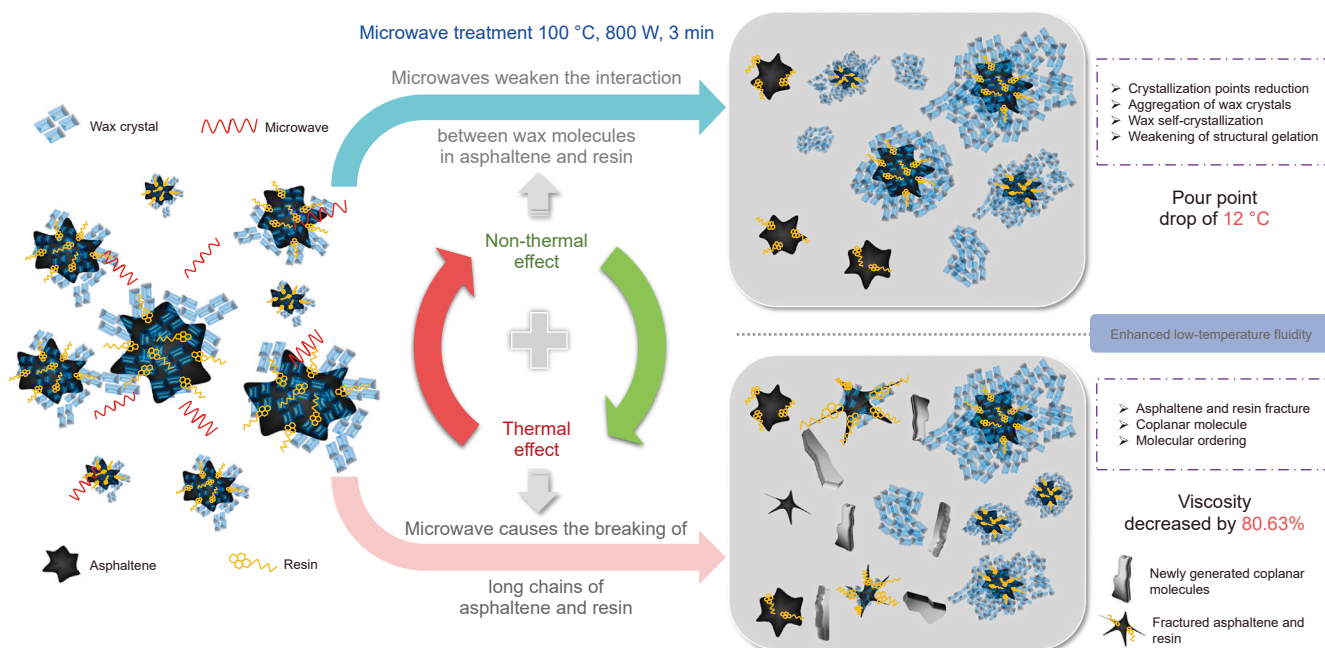 Microwave treatment 100 °C, 800 W, 3 min
Microwaves weaken the interaction
between wax molecules
in asphaltene and resin
Wax crystal
Microwave
Non-thermal
effect
Thermal
effect
Microwave causes the breaking of
long chains of
asphaltene and resin
Asphaltene
Resin
➢ Crystallization points reduction
➢ Aggregation of wax crystals
➢ Wax self-crystallization
➢ Weakening of structural gelation
Pour point
drop of 12 °C
Enhanced low-temperature fluidity
➢ Asphaltene and resin fracture
➢ Coplanar molecule
➢ Molecular ordering
Viscosity
decreased by 80.63%
Newly generated coplanar
molecules
Fractured asphaltene and
resin